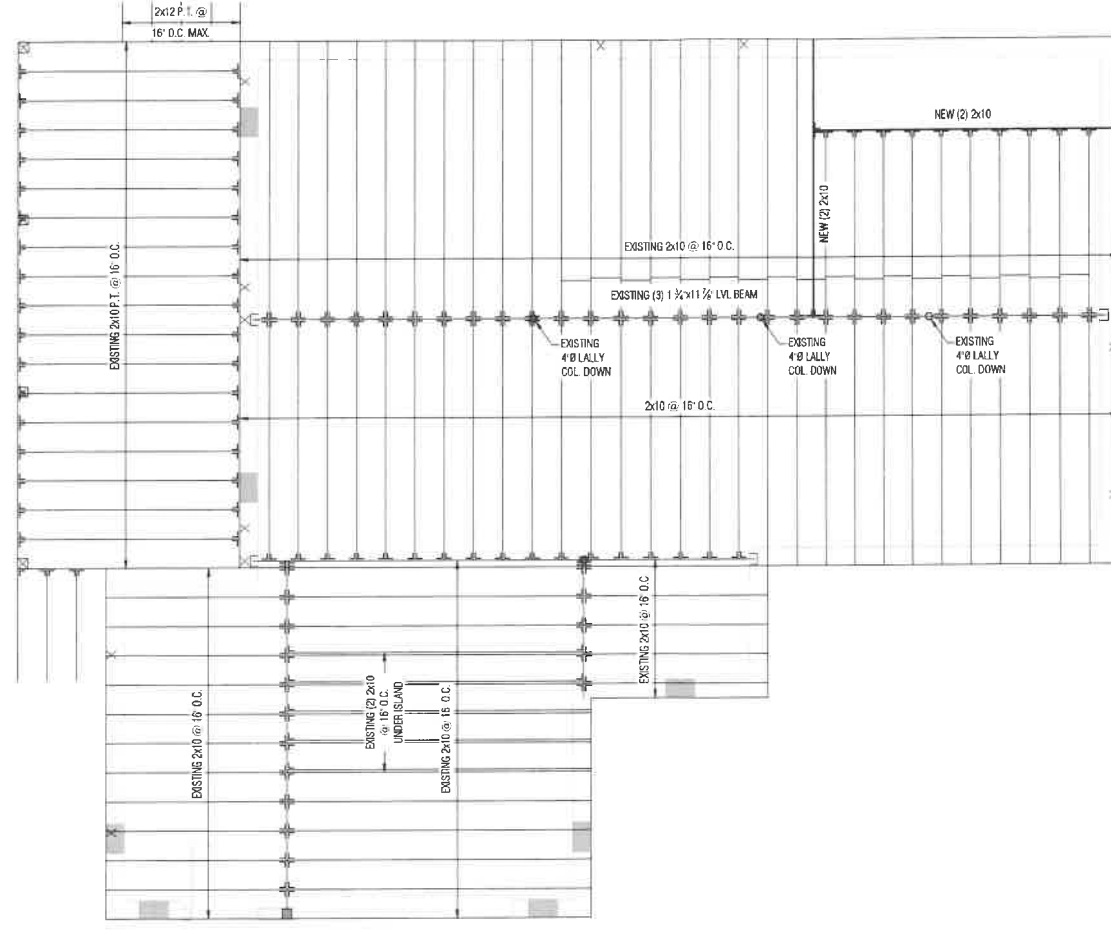 2x12 P.T. @
16" O.C. MAX.
NEW (2) 2x10
NEW (2) 2x10
EXISTING 2x10 @ 16" O.C.
EXISTING (3) 1 ¾"x11 ⅞" LVL BEAM
EXISTING 2x10 P.T. @ 16" O.C.
EXISTING
4"Ø LALLY
COL. DOWN
EXISTING
4"Ø LALLY
COL. DOWN
EXISTING
4"Ø LALLY
COL. DOWN
2x10 @ 16" O.C.
EXISTING 2x10 @ 16" O.C.
EXISTING (2) 2x10
@ 16" O.C.
UNDER ISLAND
EXISTING 2x10 @ 16" O.C.
EXISTING 2x10 @ 16" O.C.